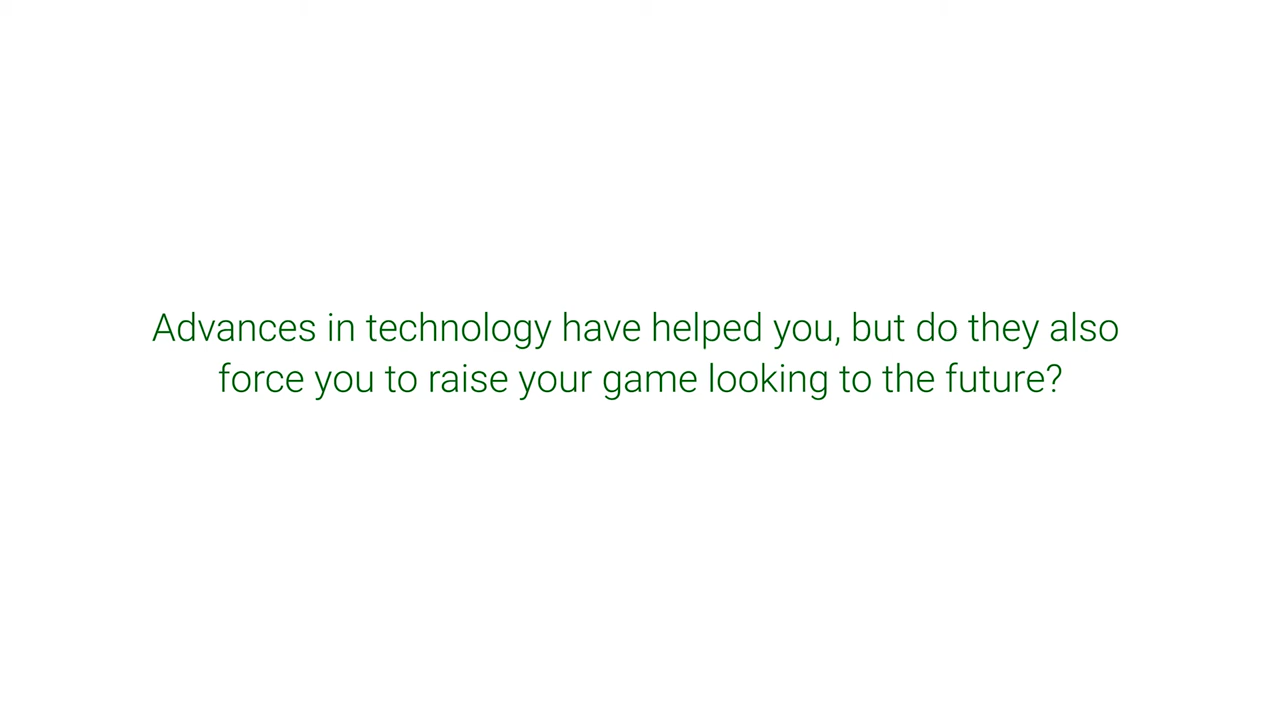 Advances in technology have helped you, but do they also
force you to raise your game looking to the future?